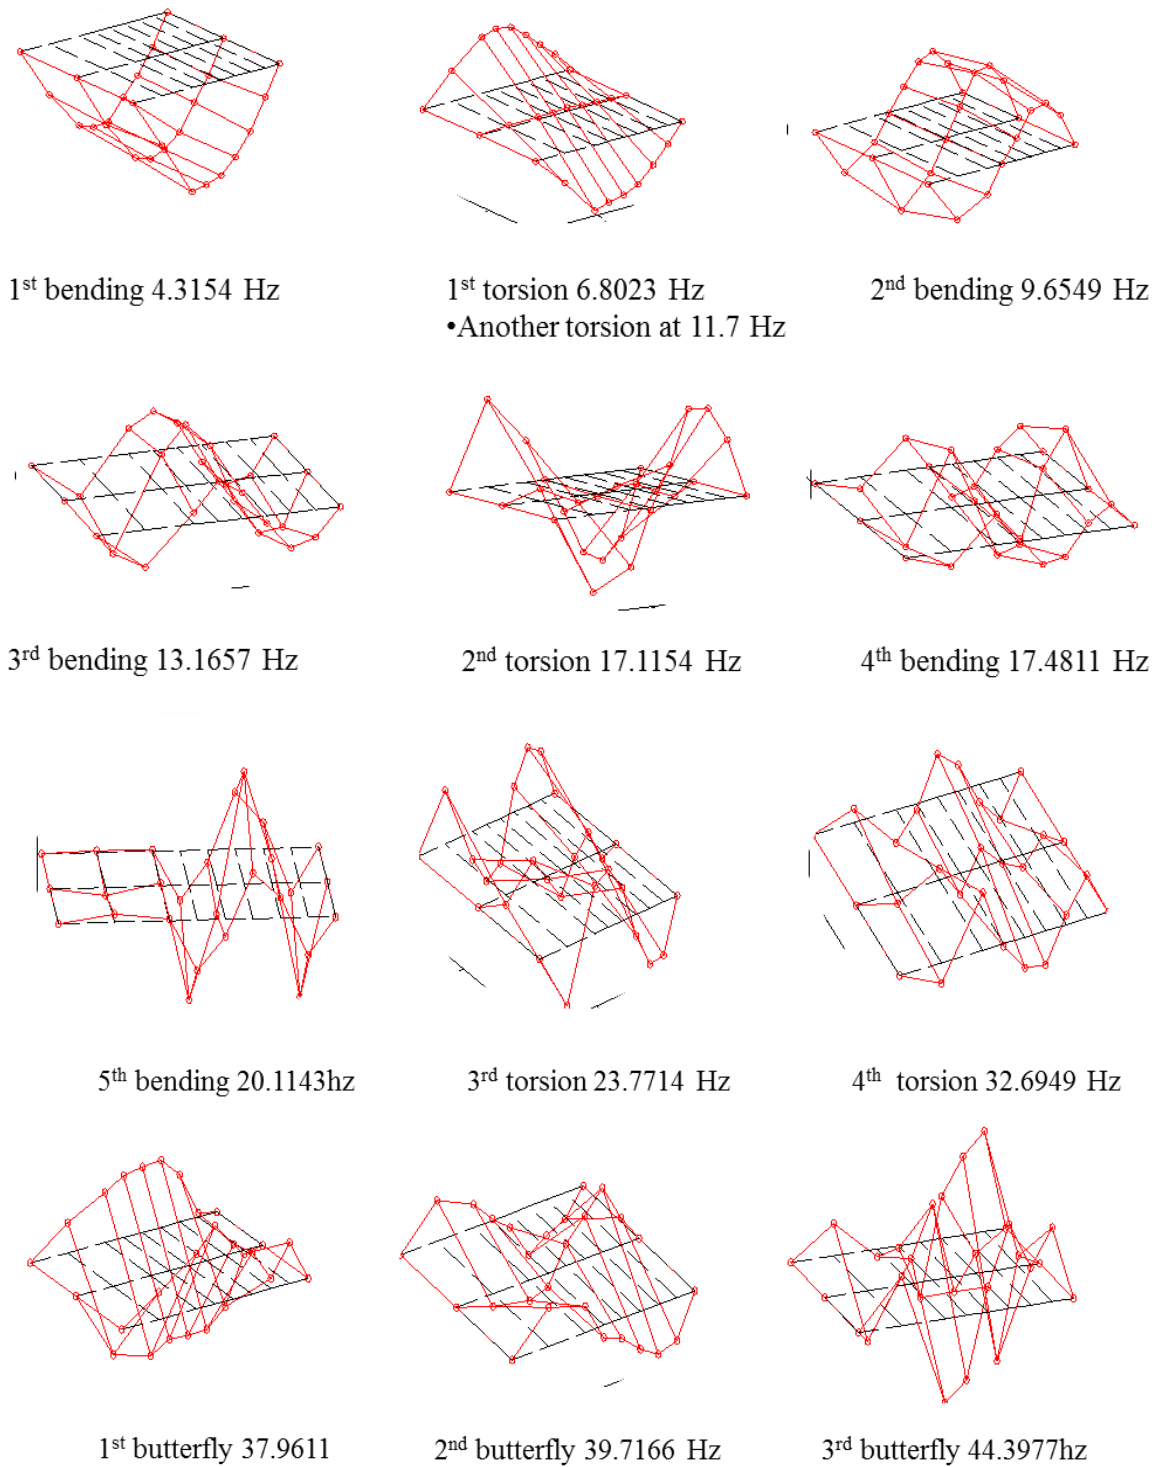 1st bending 4.3154 Hz
1st torsion 6.8023 Hz
•Another torsion at 11.7 Hz
2nd bending 9.6549 Hz
3rd bending 13.1657 Hz
2nd torsion 17.1154 Hz
4th bending 17.4811 Hz
5th bending 20.1143hz
3rd torsion 23.7714 Hz
4th torsion 32.6949 Hz
1st butterfly 37.9611
2nd butterfly 39.7166 Hz
3rd butterfly 44.3977hz